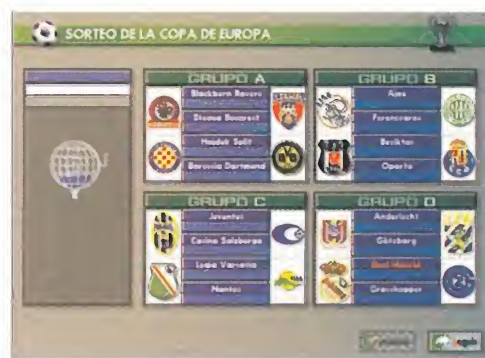 SORTEO DE LA COPA DE EUROPA
GRUPO A
Blackburn Rovers
Steaua Bucarest
Hajduk Split
Borussia Dortmund
GRUPO B
Ajax
Ferencvaros
Besiktas
Oporto
GRUPO C
Juventus
Casino Salzburgo
Legia Varsovia
Nantes
GRUPO D
Anderlecht
Göteborg
Real Madrid
Grasshopper